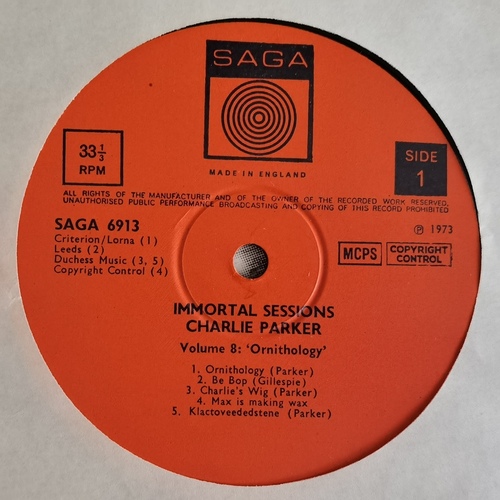 SAGA
MADE IN ENGLAND
33⅓
RPM
SIDE
1
ALL RIGHTS OF THE MANUFACTURER AND OF THE OWNER OF THE RECORDED WORK RESERVED.
UNAUTHORISED PUBLIC PERFORMANCE BROADCASTING AND COPYING OF THIS RECORD PROHIBITED
SAGA 6913
Criterion/Lorna (1)
Leeds (2)
Duchess Music (3, 5)
Copyright Control (4)
℗ 1973
MCPS
COPYRIGHT
CONTROL
IMMORTAL SESSIONS
CHARLIE PARKER
Volume 8: 'Ornithology'
1. Ornithology (Parker)
2. Be Bop (Gillespie)
3. Charlie's Wig (Parker)
4. Max is making wax
5. Klactoveededstene (Parker)